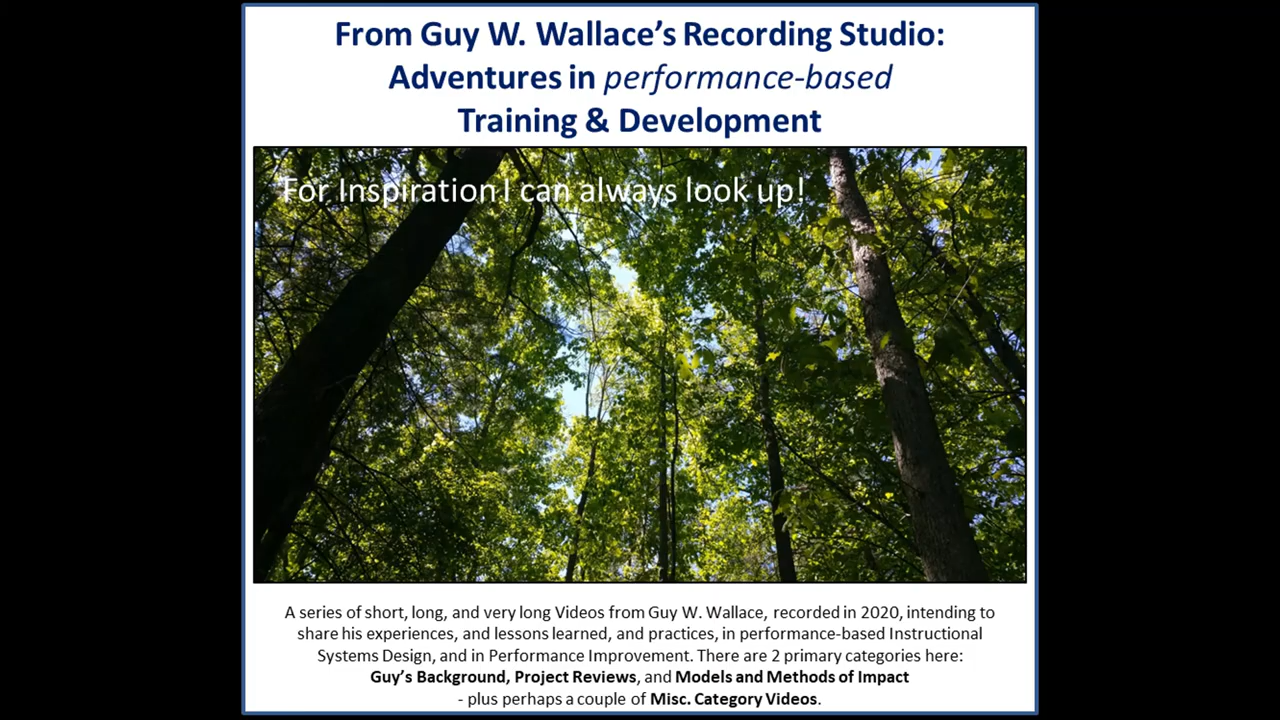 From Guy W. Wallace’s Recording Studio:
Adventures in performance-based
Training & Development
For Inspiration I can always look up!
A series of short, long, and very long Videos from Guy W. Wallace, recorded in 2020, intending to
share his experiences, and lessons learned, and practices, in performance-based Instructional
Systems Design, and in Performance Improvement. There are 2 primary categories here:
Guy’s Background, Project Reviews, and Models and Methods of Impact
- plus perhaps a couple of Misc. Category Videos.